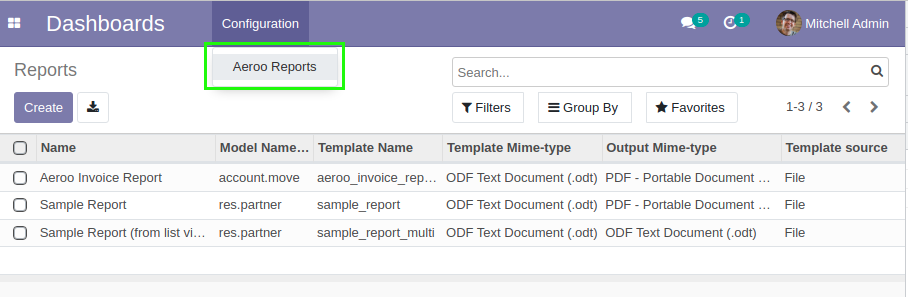 Dashboards Configuration 5 1 Mitchell Admin
Aeroo Reports
Reports Search...
Create Filters Group By Favorites 1-3 / 3
Name Model Name... Template Name Template Mime-type Output Mime-type Template source
Aeroo Invoice Report account.move aeroo_invoice_rep... ODF Text Document (.odt) PDF - Portable Document ... File
Sample Report res.partner sample_report ODF Text Document (.odt) PDF - Portable Document ... File
Sample Report (from list vi... res.partner sample_report_multi ODF Text Document (.odt) ODF Text Document (.odt) File